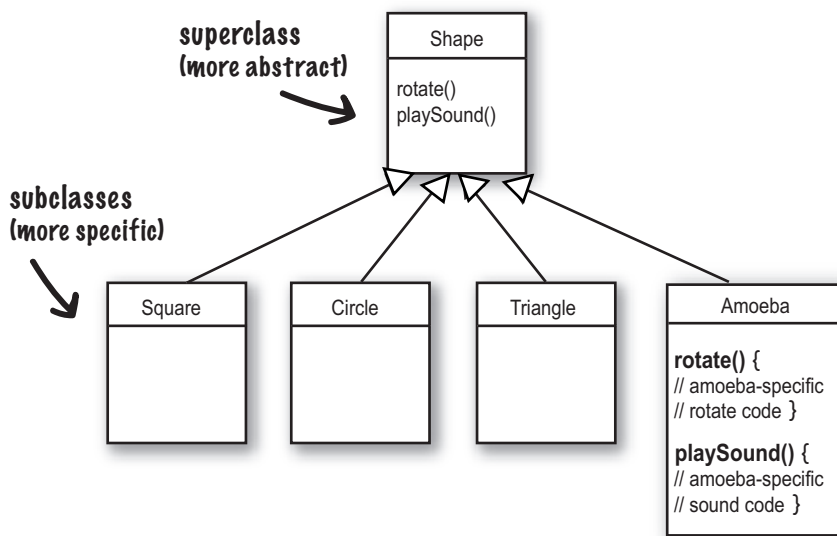 superclass
(more abstract)
Shape
rotate()
playSound()
subclasses
(more specific)
Square
Circle
Triangle
Amoeba
rotate() {
// amoeba-specific
// rotate code }
playSound() {
// amoeba-specific
// sound code }